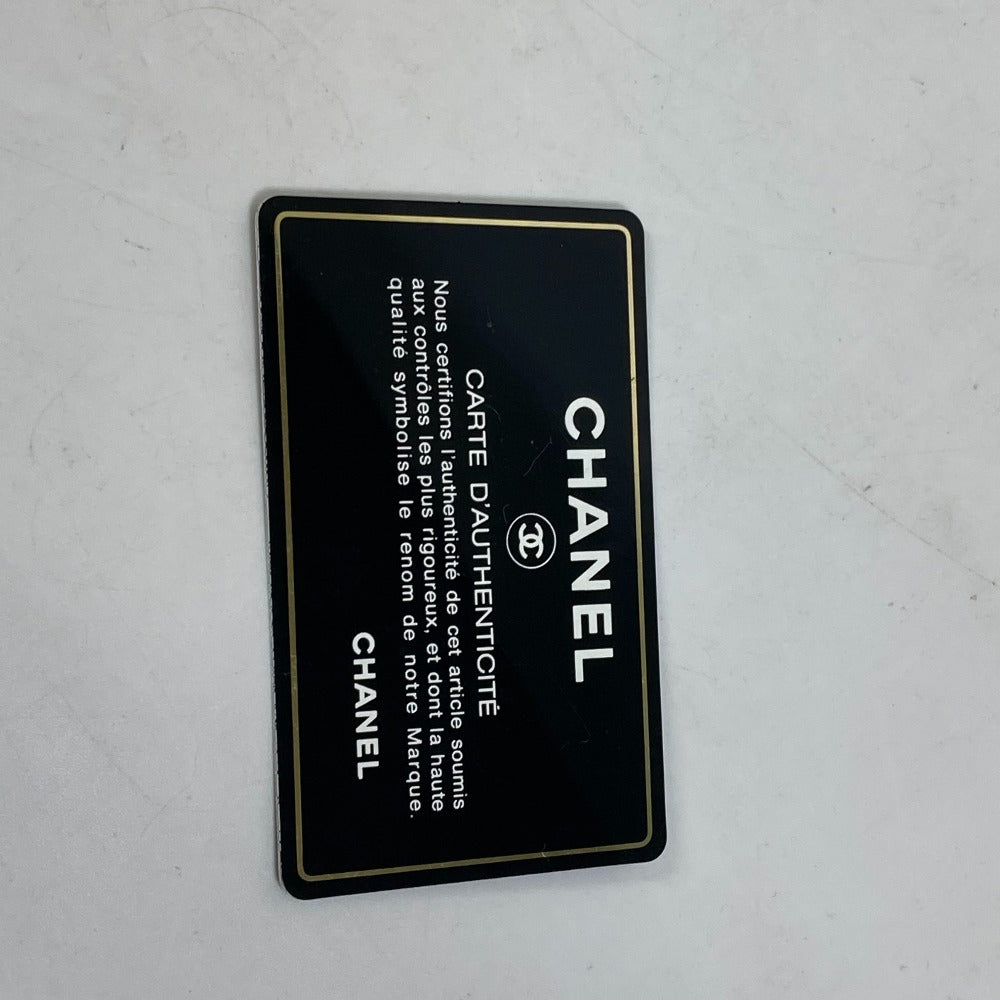 CHANEL
CARTE D'AUTHENTICITÉ
Nous certifions l'authenticité de cet article soumis
aux contrôles les plus rigoureux, et dont la haute
qualité symbolise le renom de notre Marque.
CHANEL